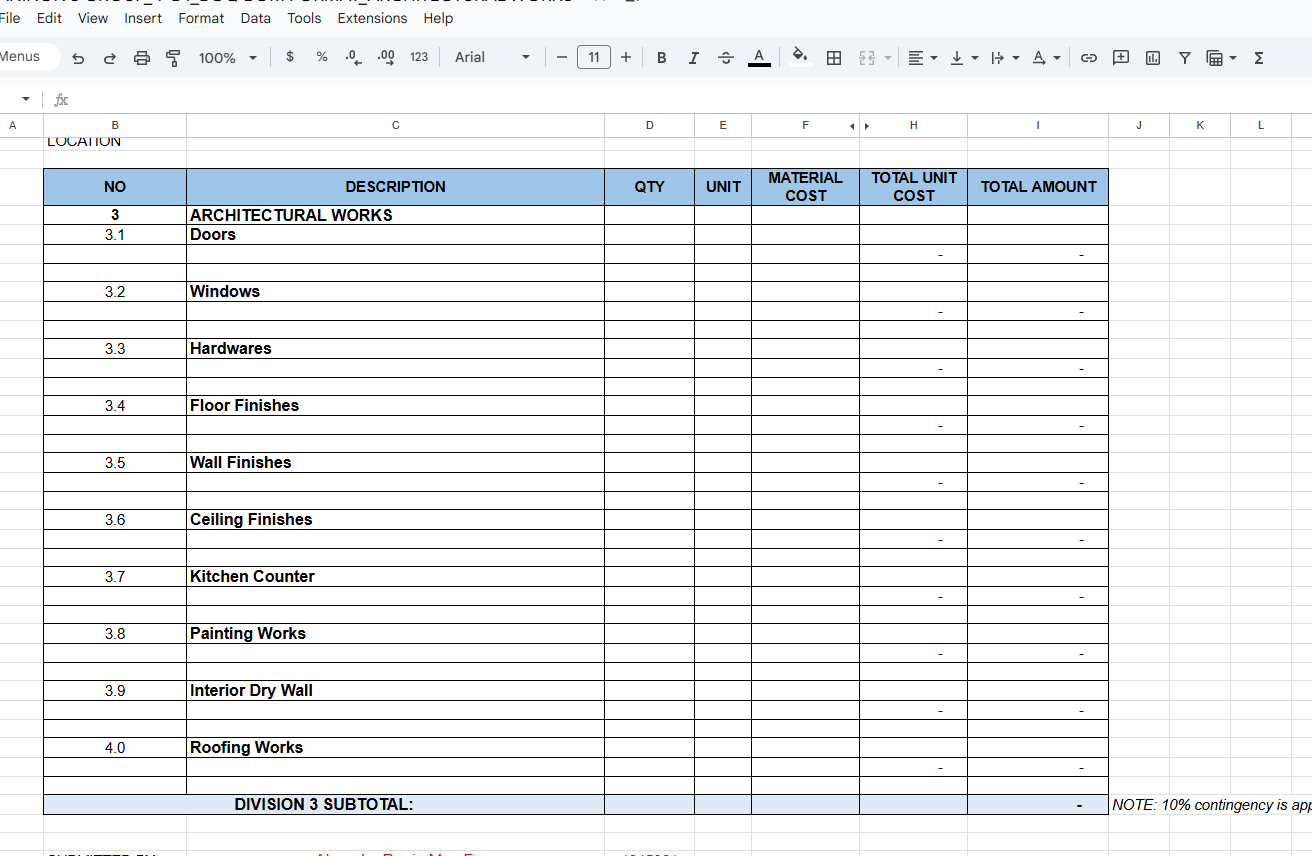 File Edit View Insert Format Data Tools Extensions Help
Menus 100% $ % .0 .00 123 Arial 11 B I A A Σ
fx
A B C D E F H I J K L
LOCATION
NO DESCRIPTION QTY UNIT MATERIAL COST TOTAL UNIT COST TOTAL AMOUNT
3 ARCHITECTURAL WORKS
3.1 Doors
- -
3.2 Windows
- -
3.3 Hardwares
- -
3.4 Floor Finishes
- -
3.5 Wall Finishes
- -
3.6 Ceiling Finishes
- -
3.7 Kitchen Counter
- -
3.8 Painting Works
- -
3.9 Interior Dry Wall
- -
4.0 Roofing Works
- -
DIVISION 3 SUBTOTAL: - NOTE: 10% contingency is